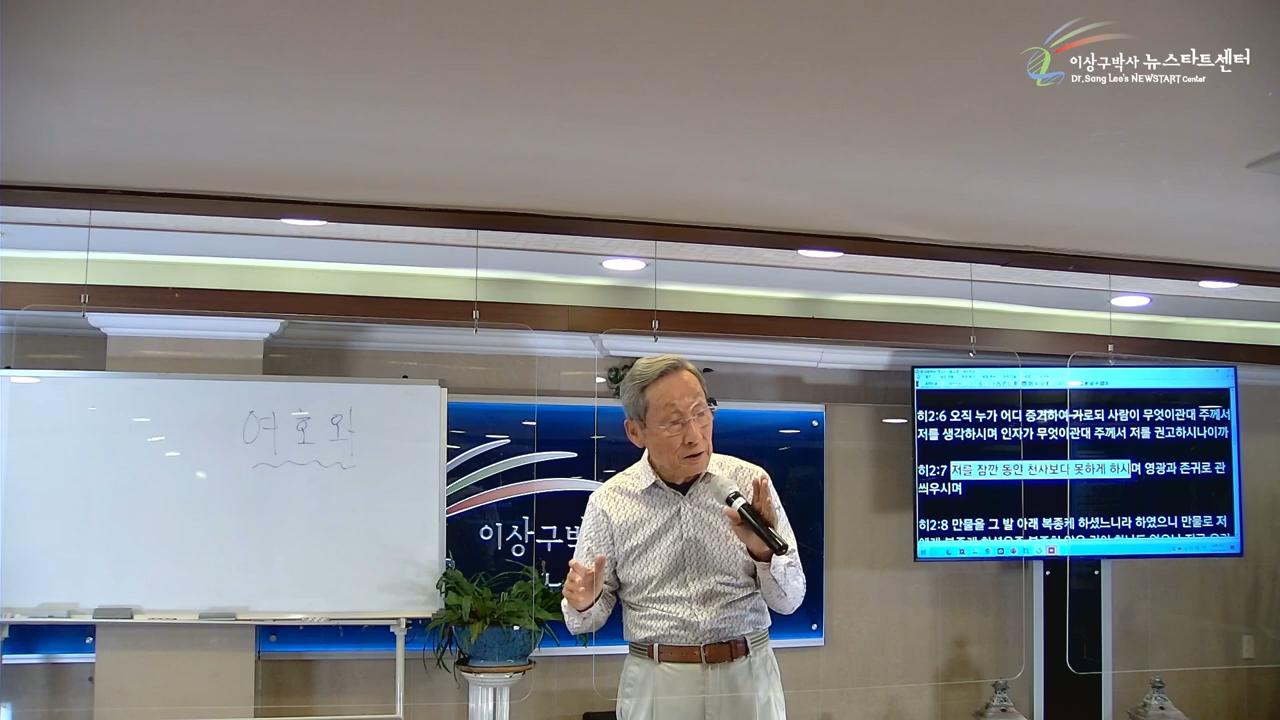 이상구박사 뉴스타트센터
Dr.Sang Lee's NEWSTART Center
여호와
이상구박
히2:6 오직 누가 어디 증거하여 가로되 사람이 무엇이관대 주께서
저를 생각하시며 인자가 무엇이관대 주께서 저를 권고하시나이까
히2:7 저를 잠깐 동안 천사보다 못하게 하시며 영광과 존귀로 관
씌우시며
히2:8 만물을 그 발 아래 복종케 하셨느니라 하였으니 만물로 저